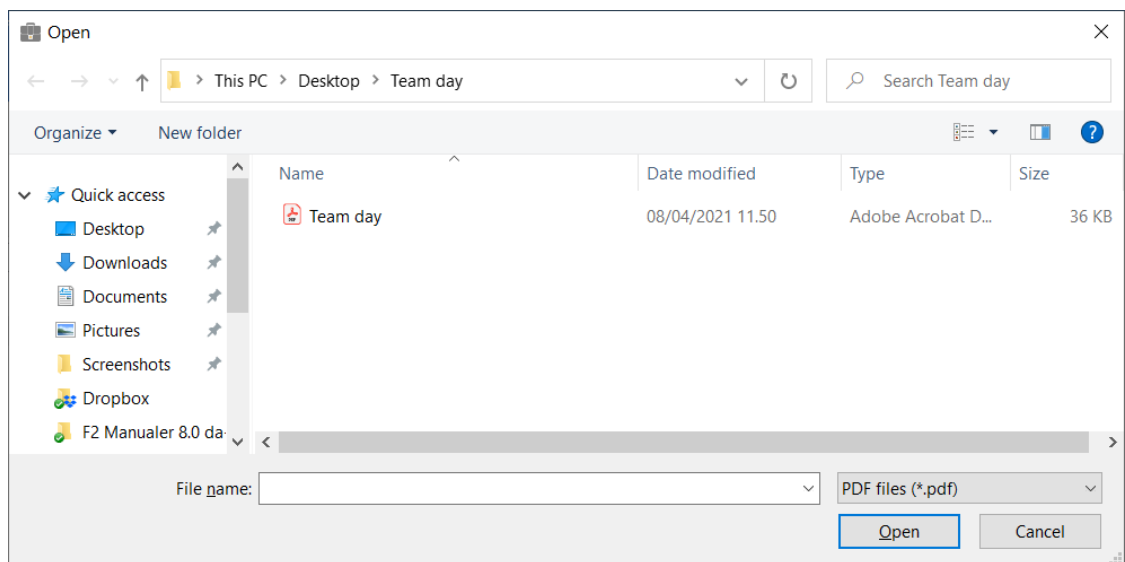 Open
This PC > Desktop > Team day
Search Team day
Organize
New folder
Name
Date modified
Type
Size
Quick access
Team day
08/04/2021 11.50
Adobe Acrobat D...
36 KB
Desktop
Downloads
Documents
Pictures
Screenshots
Dropbox
F2 Manualer 8.0 da
File name:
PDF files (*.pdf)
Open
Cancel